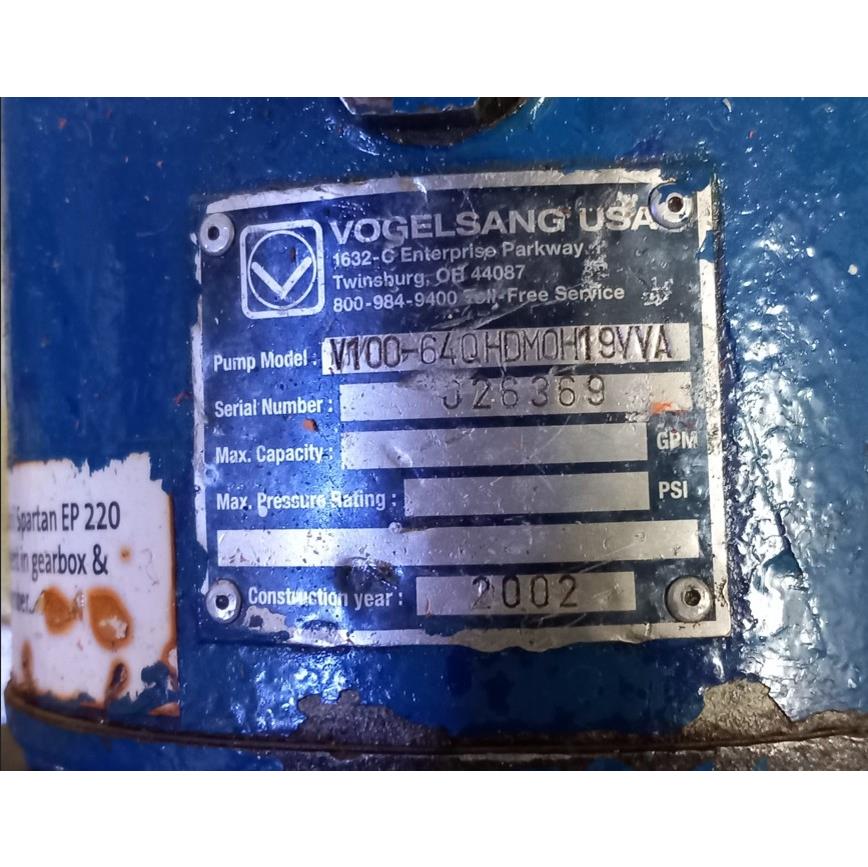 VOGELSANG USA
1632-C Enterprise Parkway
Twinsburg, OH 44087
800-984-9400 Toll-Free Service
Pump Model: V100-64QHDMOH19VVA
Serial Number: 026369
Max. Capacity: GPM
Max. Pressure Rating: PSI
Construction year: 2002
Spartan EP 220
in gearbox &